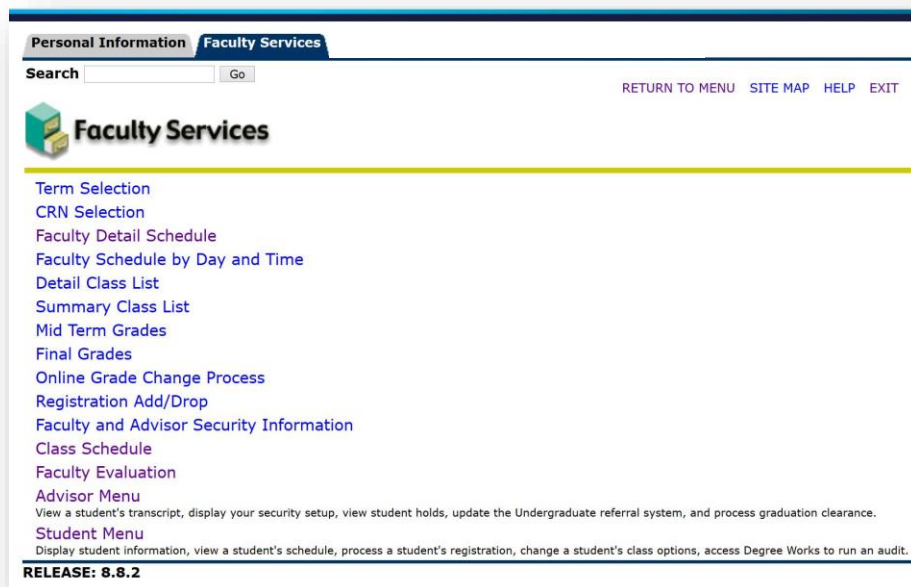 Personal Information Faculty Services
Search Go
RETURN TO MENU SITE MAP HELP EXIT
Faculty Services
Term Selection
CRN Selection
Faculty Detail Schedule
Faculty Schedule by Day and Time
Detail Class List
Summary Class List
Mid Term Grades
Final Grades
Online Grade Change Process
Registration Add/Drop
Faculty and Advisor Security Information
Class Schedule
Faculty Evaluation
Advisor Menu
View a student's transcript, display your security setup, view student holds, update the Undergraduate referral system, and process graduation clearance.
Student Menu
Display student information, view a student's schedule, process a student's registration, change a student's class options, access Degree Works to run an audit.
RELEASE: 8.8.2